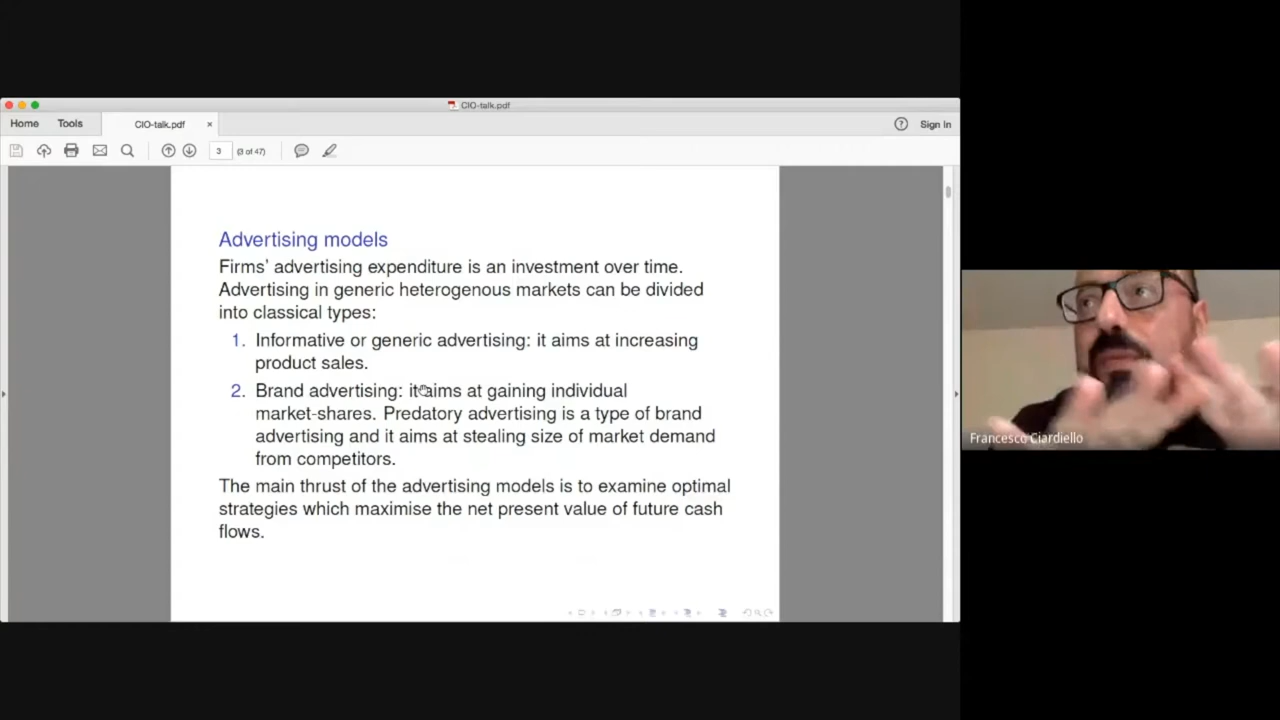 CIO-talk.pdf
Home Tools CIO-talk.pdf × ? Sign In
3 (3 of 47)
Advertising models
Firms' advertising expenditure is an investment over time.
Advertising in generic heterogenous markets can be divided
into classical types:
1. Informative or generic advertising: it aims at increasing
product sales.
2. Brand advertising: it aims at gaining individual
market-shares. Predatory advertising is a type of brand
advertising and it aims at stealing size of market demand
from competitors.
The main thrust of the advertising models is to examine optimal
strategies which maximise the net present value of future cash
flows.
Francesco Ciardiello